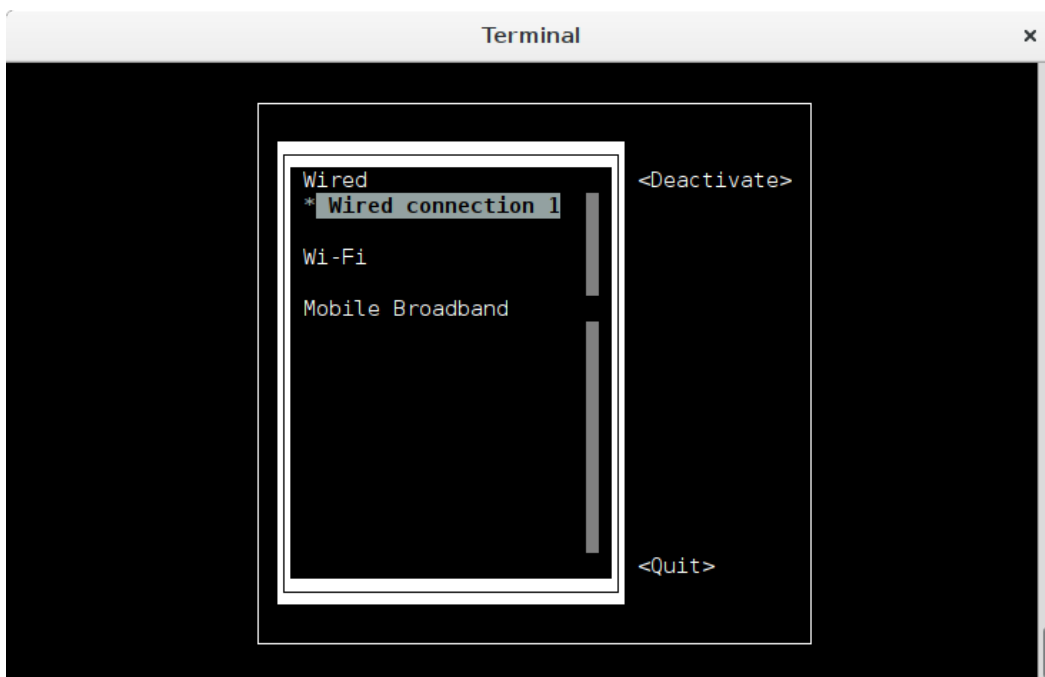 Terminal
×
Wired
<Deactivate>
* Wired connection 1
Wi-Fi
Mobile Broadband
<Quit>